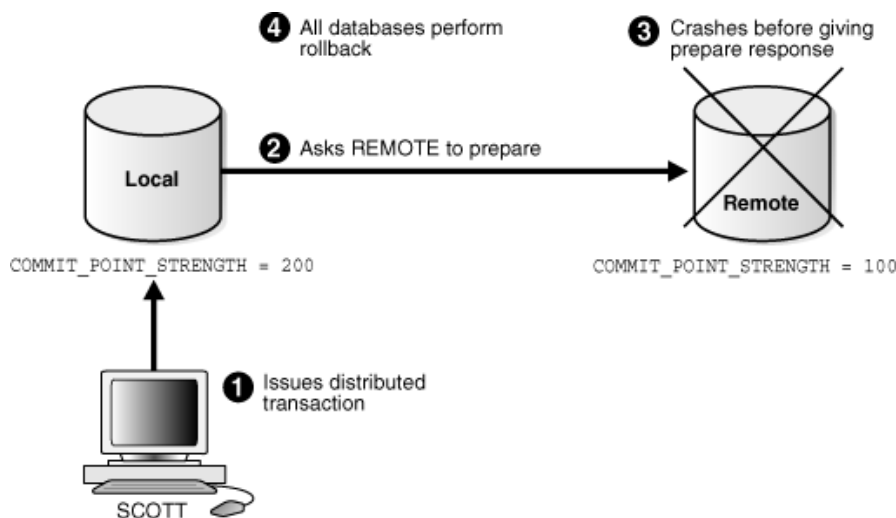 4 All databases perform
rollback
3 Crashes before giving
prepare response
2 Asks REMOTE to prepare
Local
Remote
COMMIT_POINT_STRENGTH = 200
COMMIT_POINT_STRENGTH = 100
1 Issues distributed
transaction
SCOTT